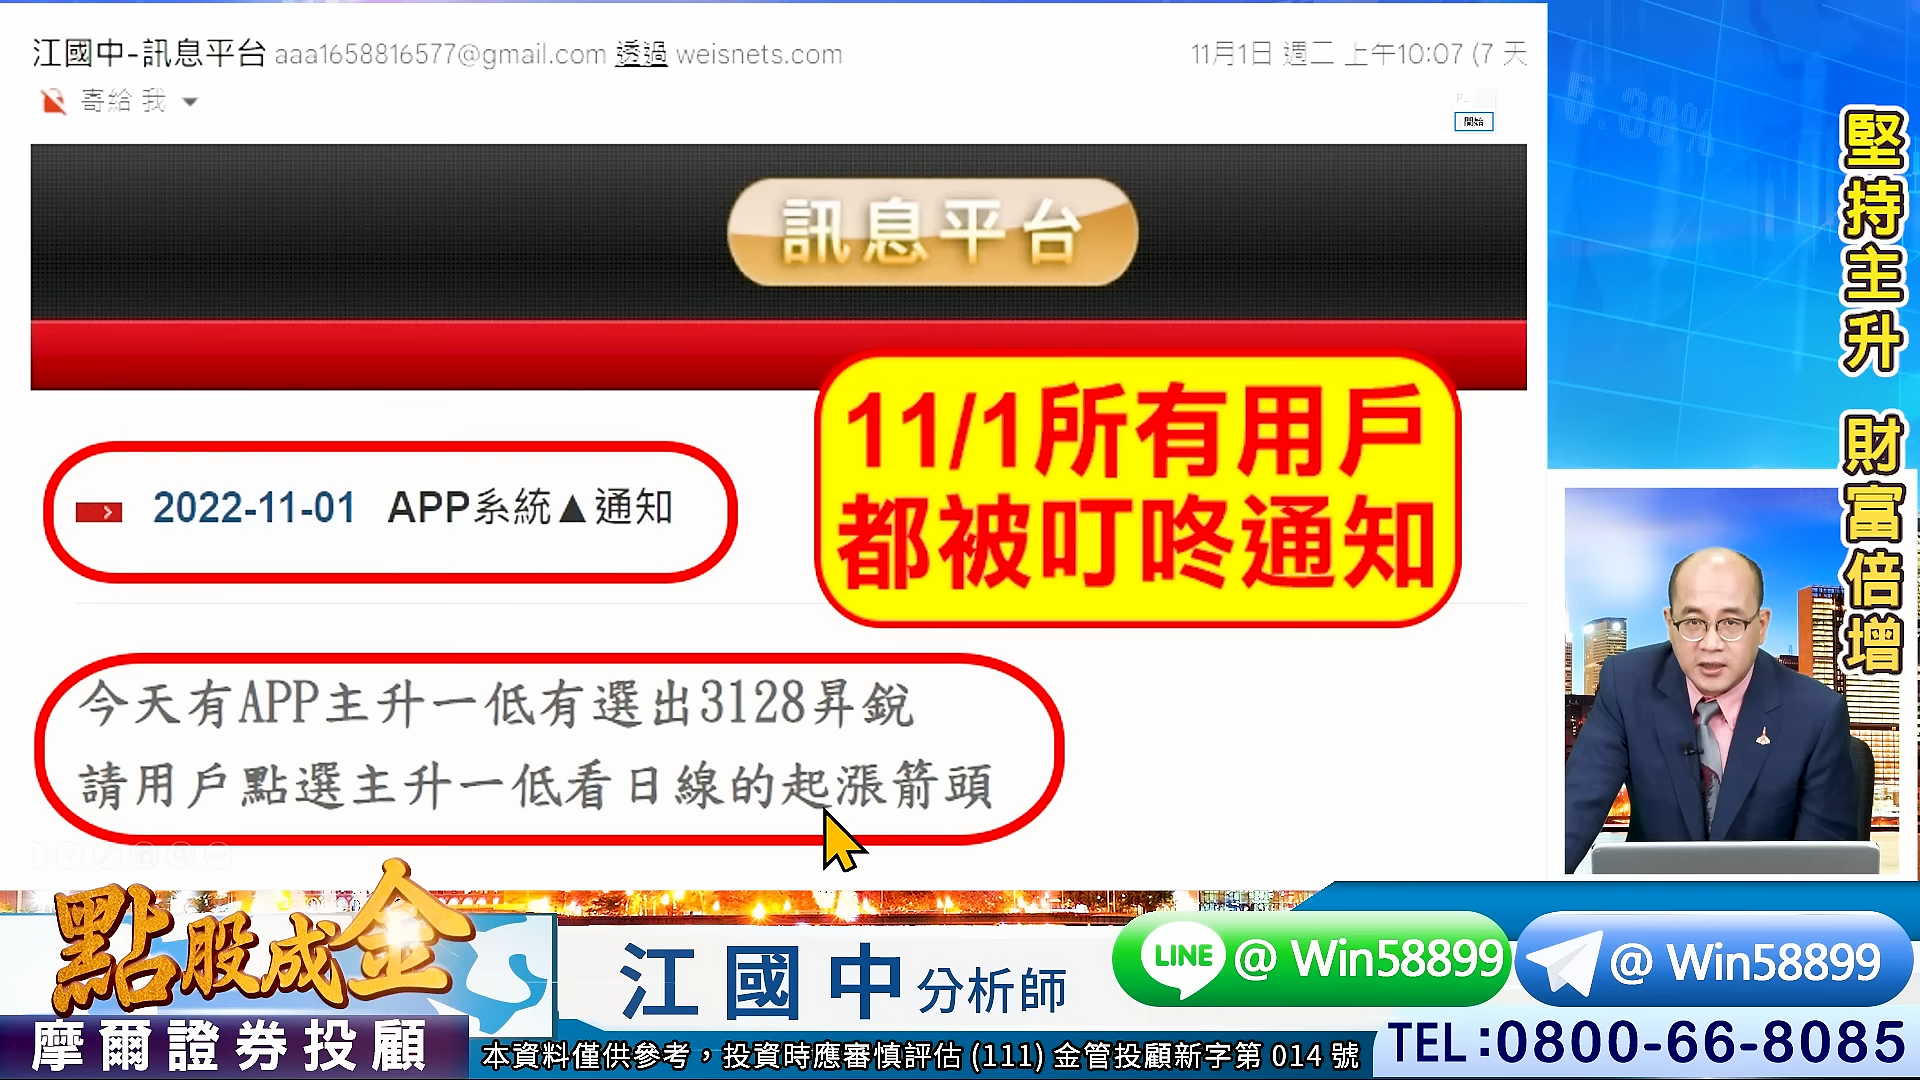 江國中-訊息平台 aaa1658816577@gmail.com 透過 weisnets.com
11月1日 週二 上午10:07 (7 天
寄給 我
開始
訊息平台
11/1所有用戶
都被叮咚通知
2022-11-01 APP系統▲通知
今天有APP主升一低有選出3128昇銳
請用戶點選主升一低看日線的起漲箭頭
堅持主升 財富倍增
點股成金
摩爾證券投顧
江國中分析師
LINE @ Win58899
@ Win58899
本資料僅供參考，投資時應審慎評估 (111) 金管投顧新字第 014 號
TEL:0800-66-8085